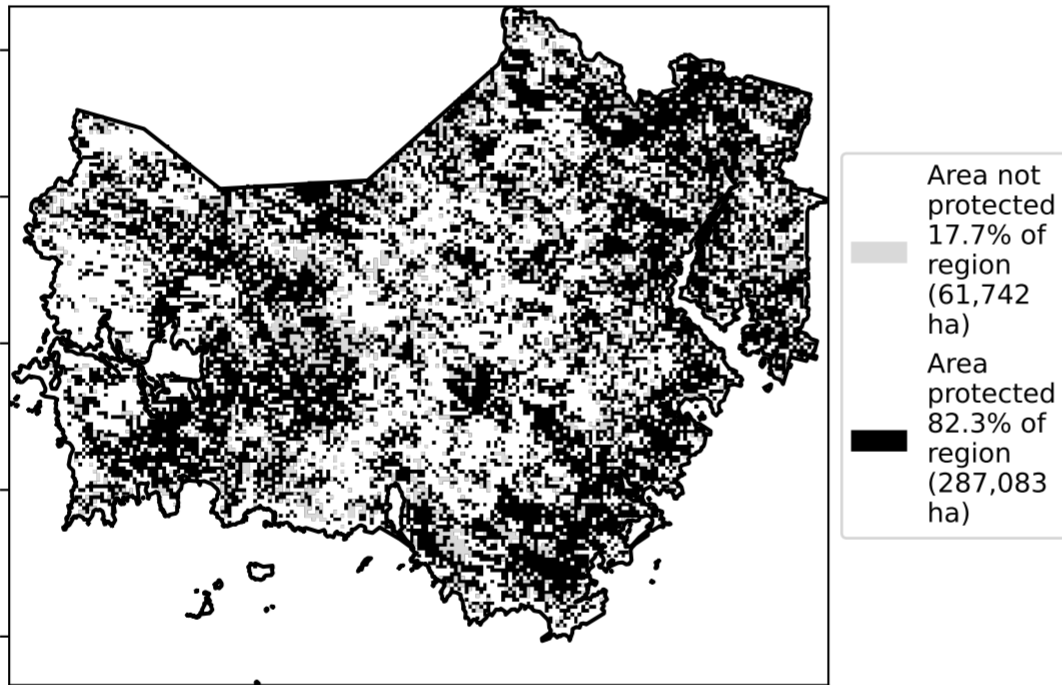 Area not
protected
17.7% of
region
(61,742
ha)
Area
protected
82.3% of
region
(287,083
ha)